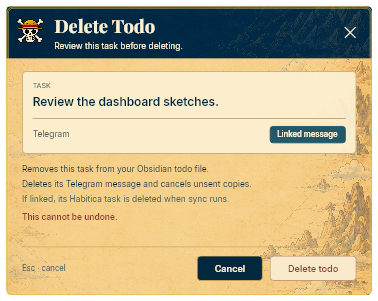 Delete Todo
Review this task before deleting.
TASK
Review the dashboard sketches.
Telegram
Linked message
Removes this task from your Obsidian todo file.
Deletes its Telegram message and cancels unsent copies.
If linked, its Habitica task is deleted when sync runs.
This cannot be undone.
Esc · cancel
Cancel
Delete todo